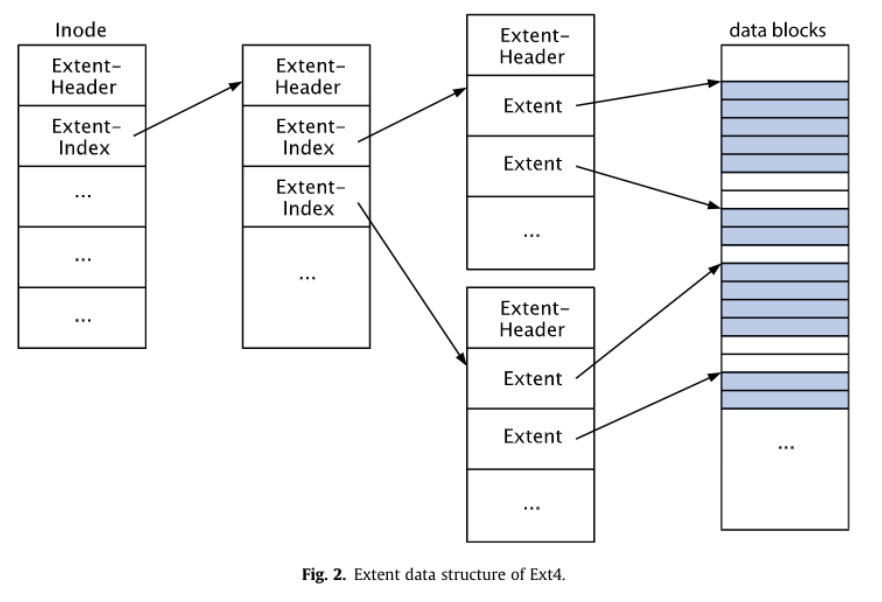 Inode
Extent-
Header
Extent-
Index
...
...
...
Extent-
Header
Extent-
Index
Extent-
Index
...
Extent-
Header
Extent
Extent
...
Extent-
Header
Extent
Extent
...
data blocks
...
Fig. 2. Extent data structure of Ext4.